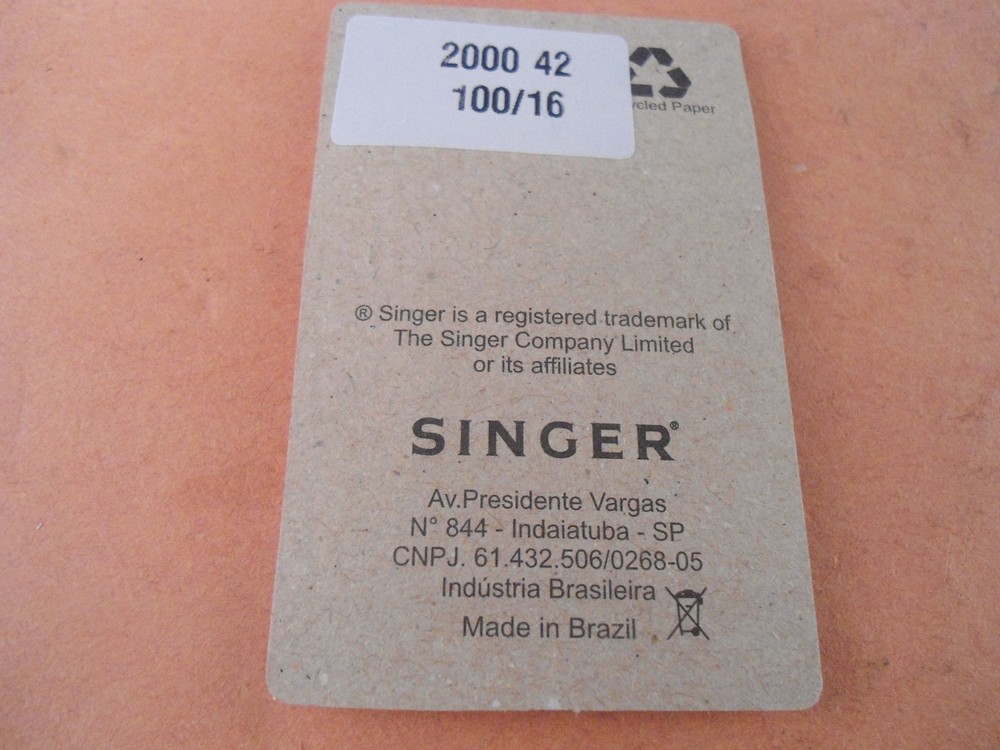 2000 42
100/16
Paper
® Singer is a registered trademark of
The Singer Company Limited
or its affiliates
SINGER®
Av.Presidente Vargas
N° 844 - Indaiatuba - SP
CNPJ. 61.432.506/0268-05
Indústria Brasileira
Made in Brazil